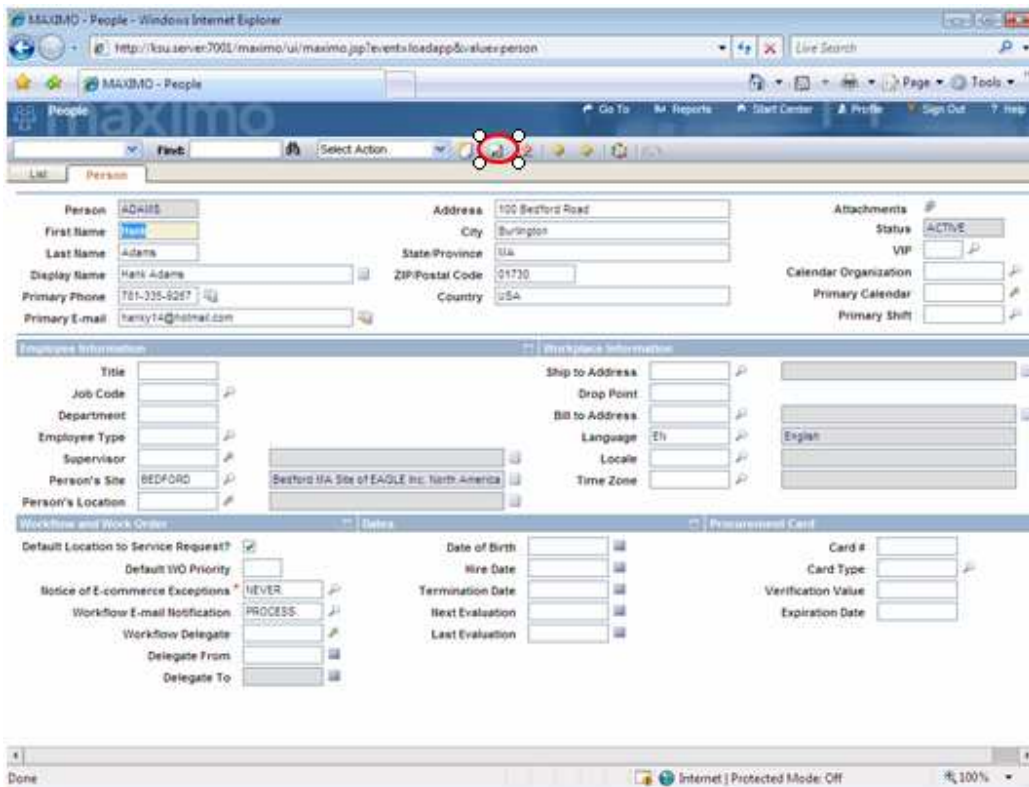 MAXIMO - People - Windows Internet Explorer
http://ksu.server:7001/maximo/ui/maximo.jsp?event=loadapp&value=person
Live Search
MAXIMO - People
Page Tools
People
maximo
Go To Reports Start Center Profile Sign Out Help
Find: Select Action
List Person
Person ADAMS Address 100 Bedford Road Attachments
First Name Hank City Burlington Status ACTIVE
Last Name Adams State/Province MA VIP
Display Name Hank Adams ZIP/Postal Code 01730 Calendar Organization
Primary Phone 781-335-9267 Country USA Primary Calendar
Primary E-mail hanky14@hotmail.com Primary Shift
Employee Information Workplace Information
Title Ship to Address
Job Code Drop Point
Department Bill to Address
Employee Type Language EN English
Supervisor Locale
Person's Site BEDFORD Bedford MA Site of EAGLE Inc. North America Time Zone
Person's Location
Workflow and Work Order Dates Procurement Card
Default Location to Service Request? Date of Birth Card #
Default WO Priority Hire Date Card Type
Notice of E-commerce Exceptions * NEVER Termination Date Verification Value
Workflow E-mail Notification PROCESS Next Evaluation Expiration Date
Workflow Delegate Last Evaluation
Delegate From
Delegate To
Done Internet | Protected Mode: Off 100%